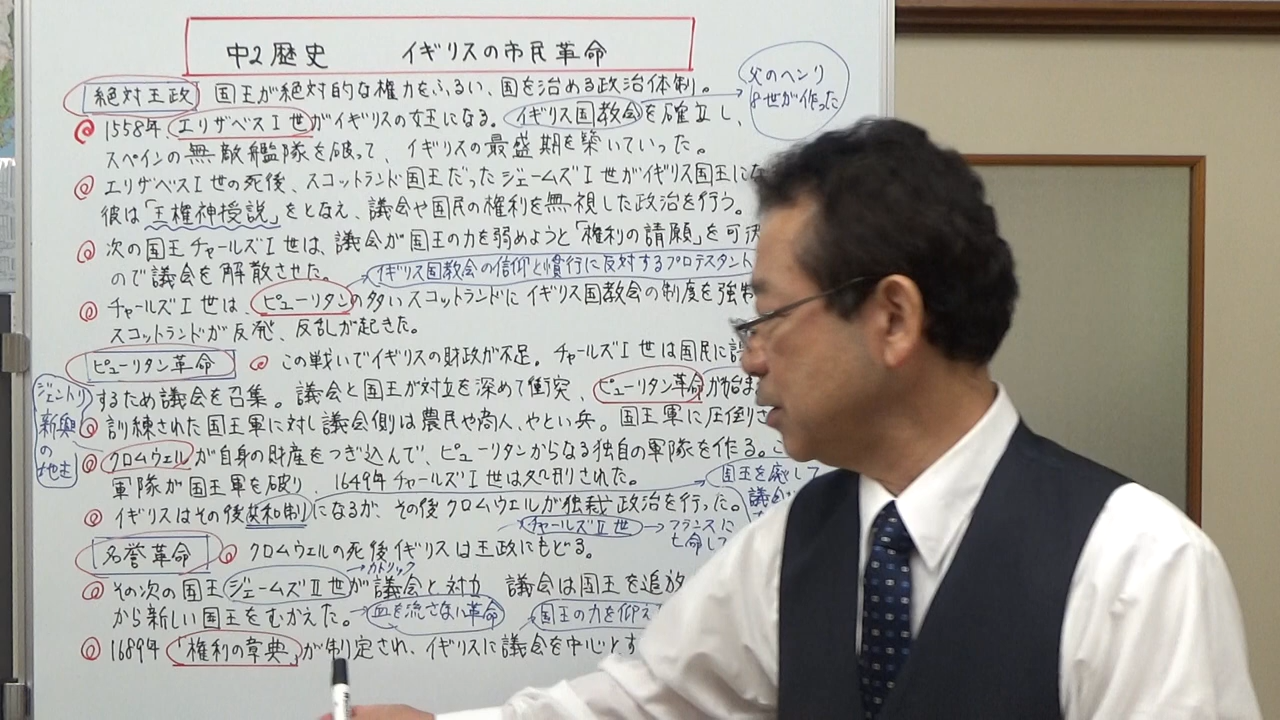 中2歴史　イギリスの市民革命
絶対王政　国王が絶対的な権力をふるい、国を治める政治体制。
父のヘンリ
8世が作った
1558年、エリザベスⅠ世がイギリスの女王になる。イギリス国教会を確立し、
スペインの無敵艦隊を破って、イギリスの最盛期を築いていった。
エリザベスⅠ世の死後、スコットランド国王だったジェームズⅠ世がイギリス国王にな
彼は「王権神授説」をとなえ、議会や国民の権利を無視した政治を行う。
次の国王チャールズⅠ世は、議会が国王の力を弱めようと「権利の請願」を可決
ので議会を解散させた。
イギリス国教会の信仰と慣行に反対するプロテスタント
チャールズⅠ世は、ピューリタンの多いスコットランドにイギリス国教会の制度を強制
スコットランドが反発、反乱が起きた。
ピューリタン革命　この戦いでイギリスの財政が不足。チャールズⅠ世は国民に
ジェントリ
新興
の
地主
するため議会を召集。議会と国王が対立を深めて衝突、ピューリタン革命が始ま
訓練された国王軍に対し議会側は農民や商人、やとい兵。国王軍に圧倒さ
クロムウェルが自身の財産をつぎ込んで、ピューリタンからなる独自の軍隊を作る。こ
軍隊が国王軍を破り、1649年チャールズⅠ世は処刑された。
国王を廃して
議会
イギリスはその後共和制になるが、その後クロムウェルが独裁政治を行った。
チャールズⅡ世→フランスに
亡命して
名誉革命　クロムウェルの死後イギリスは王政にもどる。
カトリック
その次の国王ジェームズⅡ世が議会と対立　議会は国王を追放
から新しい国王をむかえた。
血を流さない革命
国王の力を仰え
1689年「権利の章典」が制定され、イギリスに議会を中心とす